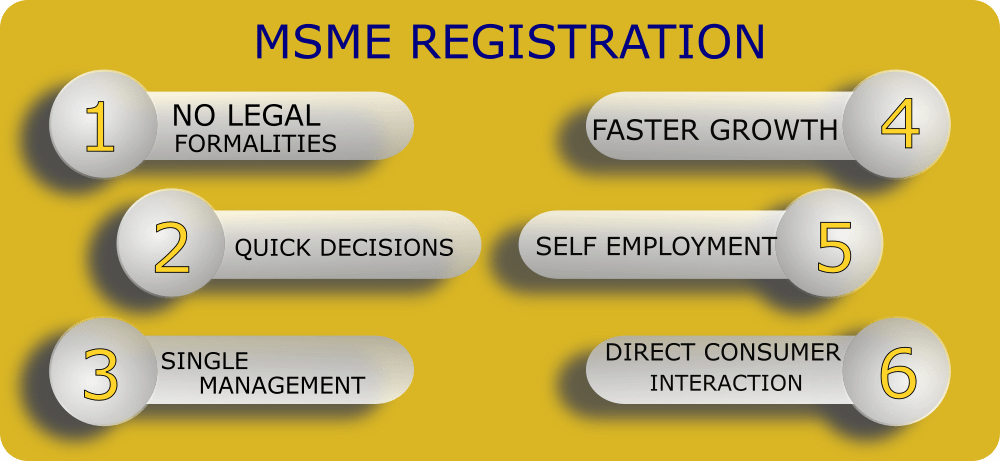 MSME REGISTRATION
1
NO LEGAL
FORMALITIES
2
QUICK DECISIONS
3
SINGLE
MANAGEMENT
4
FASTER GROWTH
5
SELF EMPLOYMENT
6
DIRECT CONSUMER
INTERACTION